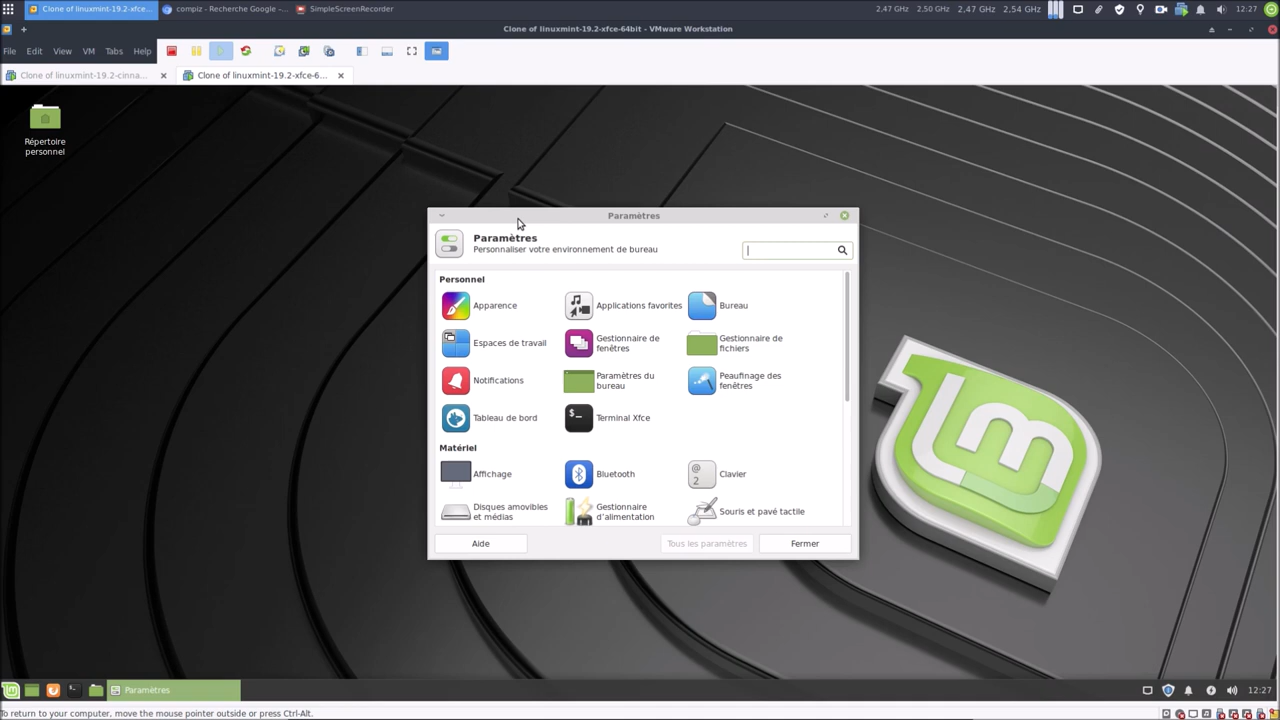 Clone of linuxmint-19.2-xfce...
compiz - Recherche Google –...
SimpleScreenRecorder
2.47 GHz
2.50 GHz
2,47 GHz
2,54 GHz
12:27
Clone of linuxmint-19.2-xfce-64bit - VMware Workstation
File
Edit
View
VM
Tabs
Help
Clone of linuxmint-19.2-cinna...
Clone of linuxmint-19.2-xfce-6...
Répertoire
personnel
Paramètres
Paramètres
Personnaliser votre environnement de bureau
Personnel
Apparence
Applications favorites
Bureau
Espaces de travail
Gestionnaire de
fenêtres
Gestionnaire de
fichiers
Notifications
Paramètres du
bureau
Peaufinage des
fenêtres
Tableau de bord
Terminal Xfce
Matériel
Affichage
Bluetooth
Clavier
Disques amovibles
et médias
Gestionnaire
d'alimentation
Souris et pavé tactile
Aide
Tous les paramètres
Fermer
Paramètres
12:27
To return to your computer, move the mouse pointer outside or press Ctrl-Alt.